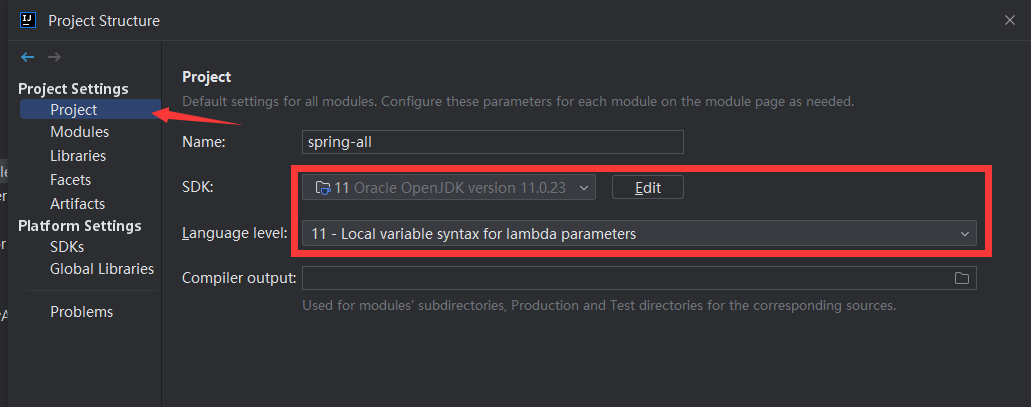 IJ
Project Structure
Project Settings
Project
Modules
Libraries
Facets
Artifacts
Platform Settings
SDKs
Global Libraries
Problems
Project
Default settings for all modules. Configure these parameters for each module on the module page as needed.
Name: spring-all
SDK: 11 Oracle OpenJDK version 11.0.23 Edit
Language level: 11 - Local variable syntax for lambda parameters
Compiler output:
Used for modules' subdirectories, Production and Test directories for the corresponding sources.